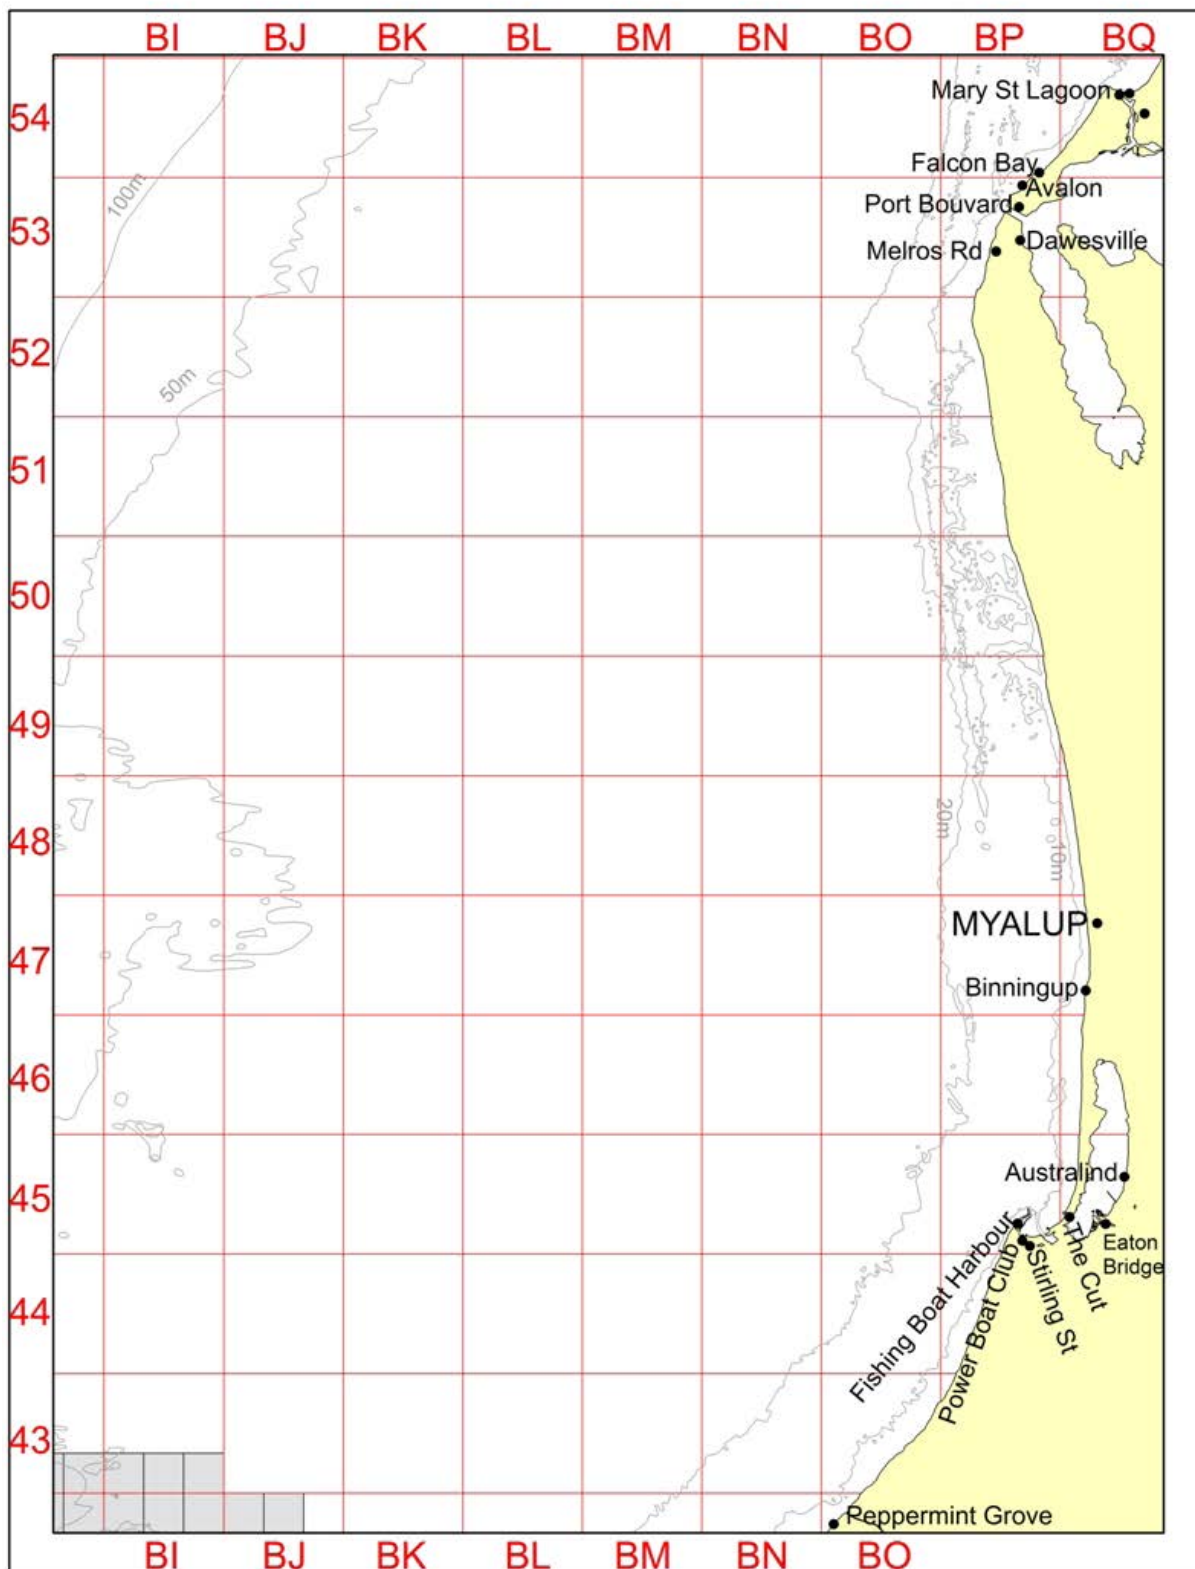 BI BJ BK BL BM BN BO BP BQ
54
Mary St Lagoon
Falcon Bay
100m
Avalon
Port Bouvard
53
Dawesville
Melros Rd
52
50m
51
50
49
20m
48
10m
MYALUP
47
Binningup
46
Australind
45
Fishing Boat Harbour
Power Boat Club
Stirling St
The Cut
Eaton
Bridge
44
43
Peppermint Grove
BI BJ BK BL BM BN BO